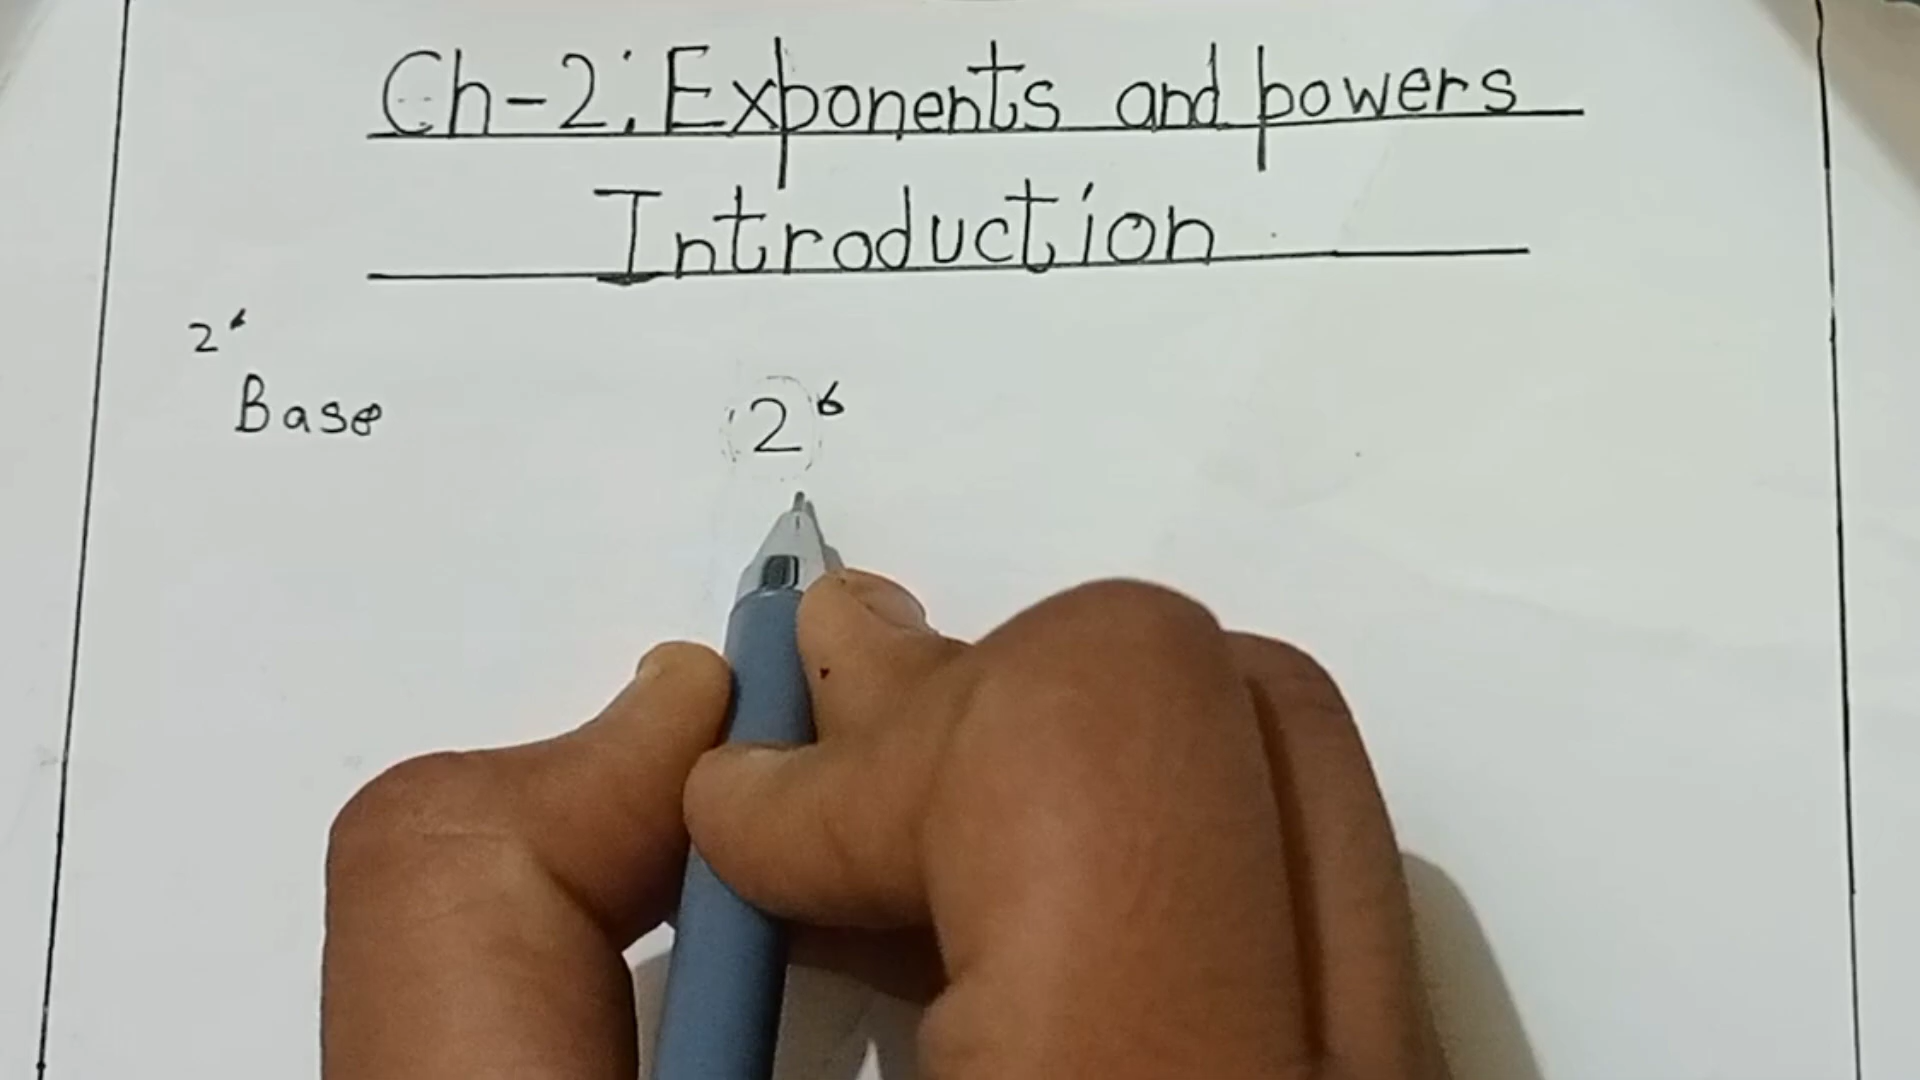 Ch-2: Exponents and powers
Introduction
2⁶
Base
2⁶